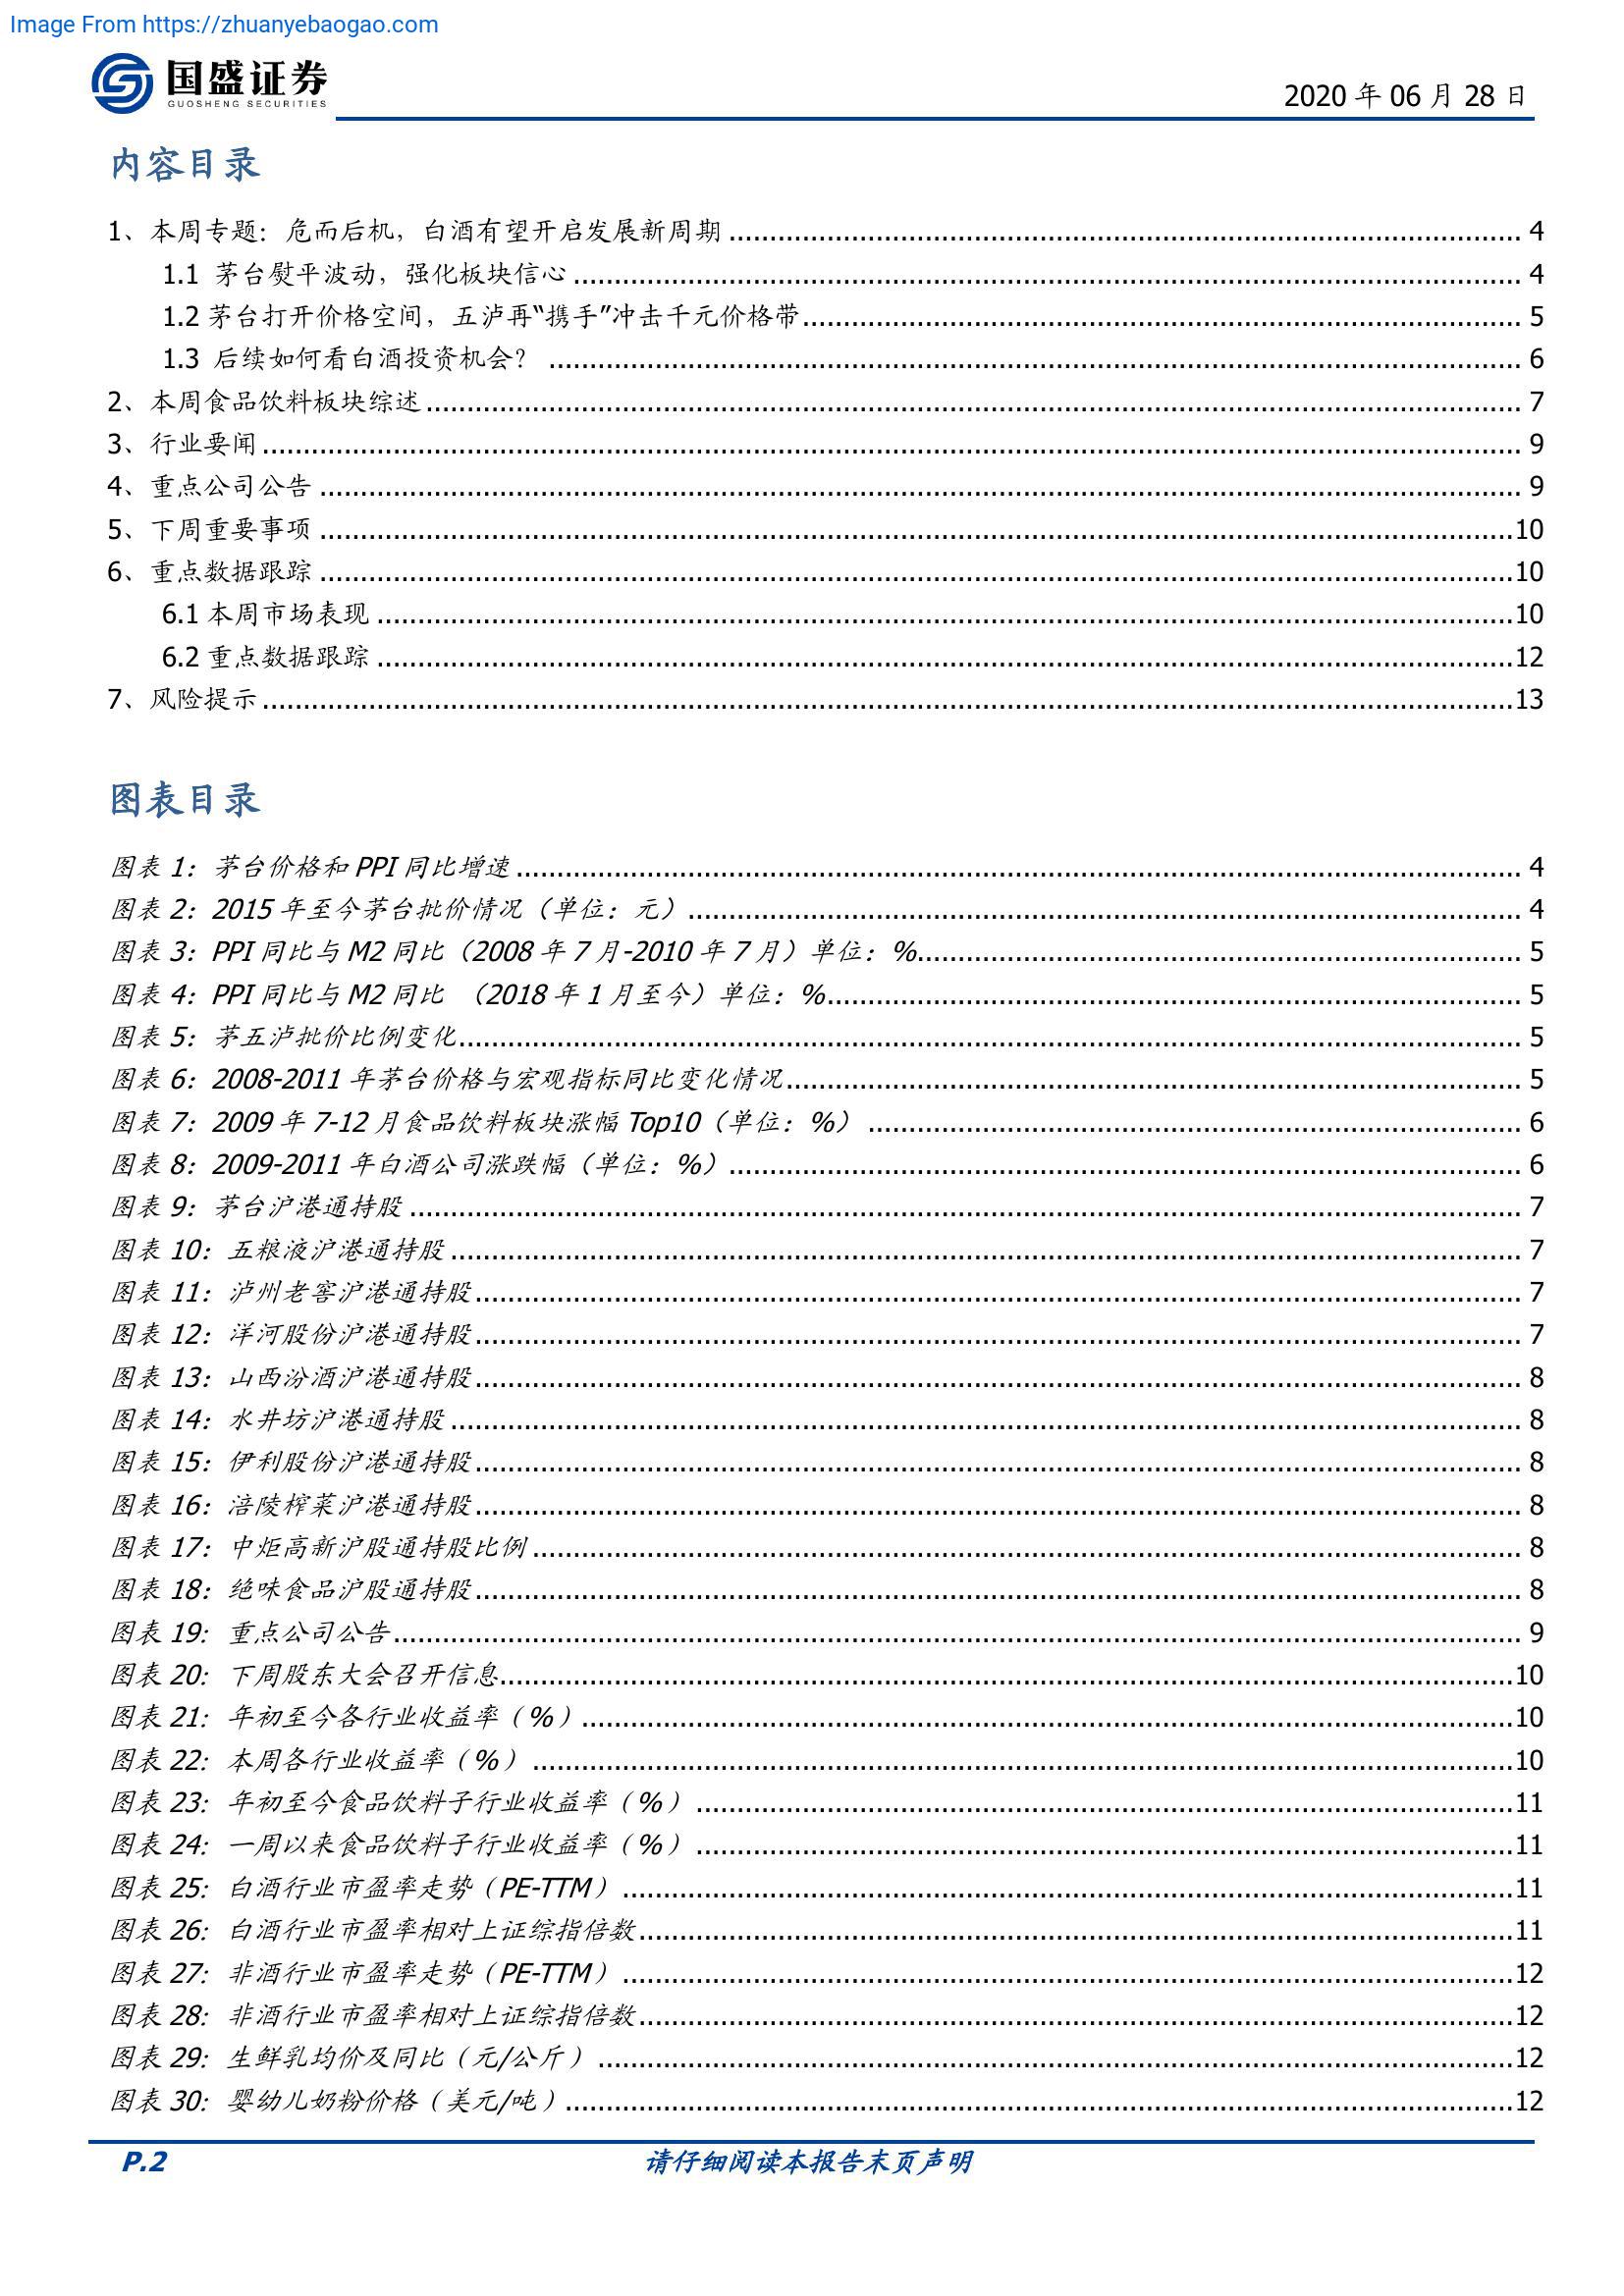 Image From https://zhuanyebaogao.com
国盛证券
GUOSHENG SECURITIES
2020 年 06 月 28 日
内容目录
1、本周专题：危而后机，白酒有望开启发展新周期 4
1.1 茅台熨平波动，强化板块信心 4
1.2 茅台打开价格空间，五泸再“携手”冲击千元价格带 5
1.3 后续如何看白酒投资机会？ 6
2、本周食品饮料板块综述 7
3、行业要闻 9
4、重点公司公告 9
5、下周重要事项 10
6、重点数据跟踪 10
6.1 本周市场表现 10
6.2 重点数据跟踪 12
7、风险提示 13
图表目录
图表 1：茅台价格和 PPI 同比增速 4
图表 2：2015 年至今茅台批价情况（单位：元） 4
图表 3：PPI 同比与 M2 同比（2008 年 7 月-2010 年 7 月）单位：% 5
图表 4：PPI 同比与 M2 同比 （2018 年 1 月至今）单位：% 5
图表 5：茅五泸批价比例变化 5
图表 6：2008-2011 年茅台价格与宏观指标同比变化情况 5
图表 7：2009 年 7-12 月食品饮料板块涨幅 Top10（单位：%） 6
图表 8：2009-2011 年白酒公司涨跌幅（单位：%） 6
图表 9：茅台沪港通持股 7
图表 10：五粮液沪港通持股 7
图表 11：泸州老窖沪港通持股 7
图表 12：洋河股份沪港通持股 7
图表 13：山西汾酒沪港通持股 8
图表 14：水井坊沪港通持股 8
图表 15：伊利股份沪港通持股 8
图表 16：涪陵榨菜沪港通持股 8
图表 17：中炬高新沪股通持股比例 8
图表 18：绝味食品沪股通持股 8
图表 19：重点公司公告 9
图表 20：下周股东大会召开信息 10
图表 21：年初至今各行业收益率（%） 10
图表 22：本周各行业收益率（%） 10
图表 23：年初至今食品饮料子行业收益率（%） 11
图表 24：一周以来食品饮料子行业收益率（%） 11
图表 25：白酒行业市盈率走势（PE-TTM） 11
图表 26：白酒行业市盈率相对上证综指倍数 11
图表 27：非酒行业市盈率走势（PE-TTM） 12
图表 28：非酒行业市盈率相对上证综指倍数 12
图表 29：生鲜乳均价及同比（元/公斤） 12
图表 30：婴幼儿奶粉价格（美元/吨） 12
P.2 请仔细阅读本报告末页声明